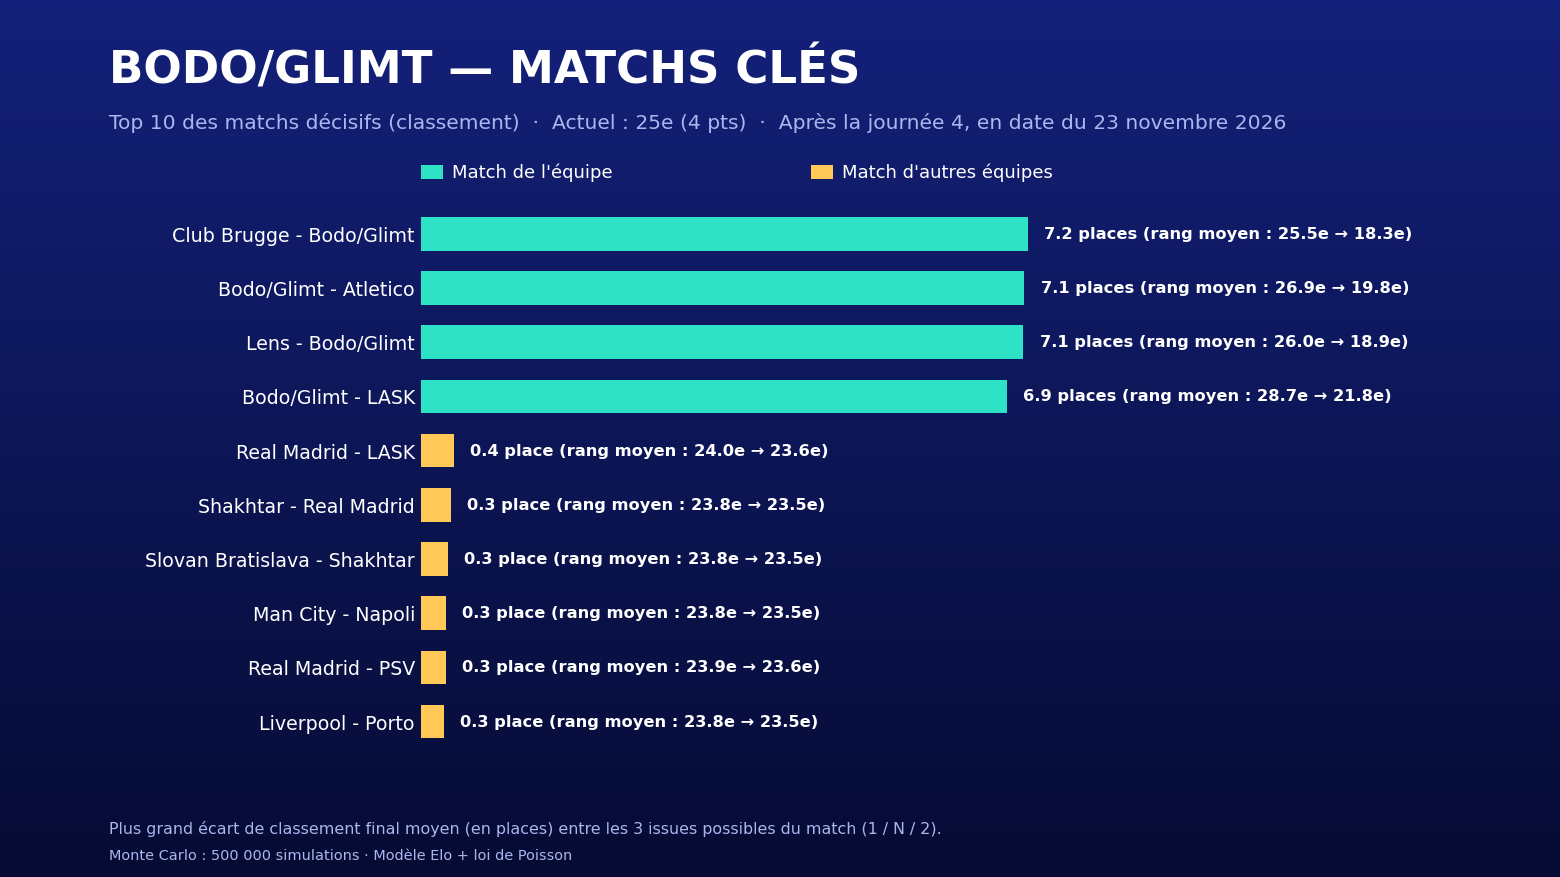 BODO/GLIMT — MATCHS CLÉS
Top 10 des matchs décisifs (classement) · Actuel : 25e (4 pts) · Après la journée 4, en date du 23 novembre 2026
Match de l'équipe
Match d'autres équipes
Club Brugge - Bodo/Glimt 7.2 places (rang moyen : 25.5e → 18.3e)
Bodo/Glimt - Atletico 7.1 places (rang moyen : 26.9e → 19.8e)
Lens - Bodo/Glimt 7.1 places (rang moyen : 26.0e → 18.9e)
Bodo/Glimt - LASK 6.9 places (rang moyen : 28.7e → 21.8e)
Real Madrid - LASK 0.4 place (rang moyen : 24.0e → 23.6e)
Shakhtar - Real Madrid 0.3 place (rang moyen : 23.8e → 23.5e)
Slovan Bratislava - Shakhtar 0.3 place (rang moyen : 23.8e → 23.5e)
Man City - Napoli 0.3 place (rang moyen : 23.8e → 23.5e)
Real Madrid - PSV 0.3 place (rang moyen : 23.9e → 23.6e)
Liverpool - Porto 0.3 place (rang moyen : 23.8e → 23.5e)
Plus grand écart de classement final moyen (en places) entre les 3 issues possibles du match (1 / N / 2).
Monte Carlo : 500 000 simulations · Modèle Elo + loi de Poisson